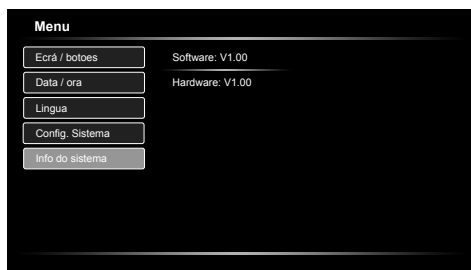 Menu
Ecrá / botoes
Software: V1.00
Data / ora
Hardware: V1.00
Lingua
Config. Sistema
Info do sistema